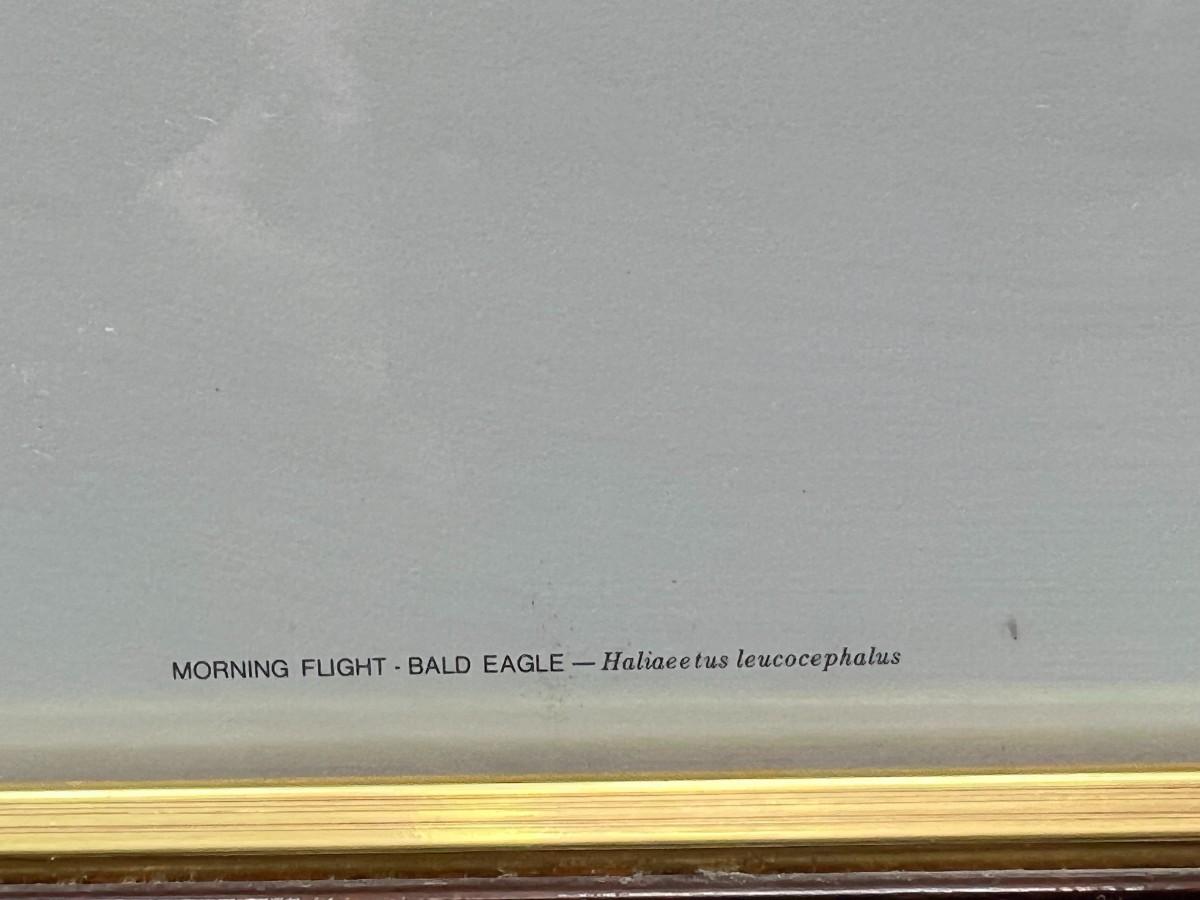 MORNING FLIGHT - BALD EAGLE — Haliaeetus leucocephalus